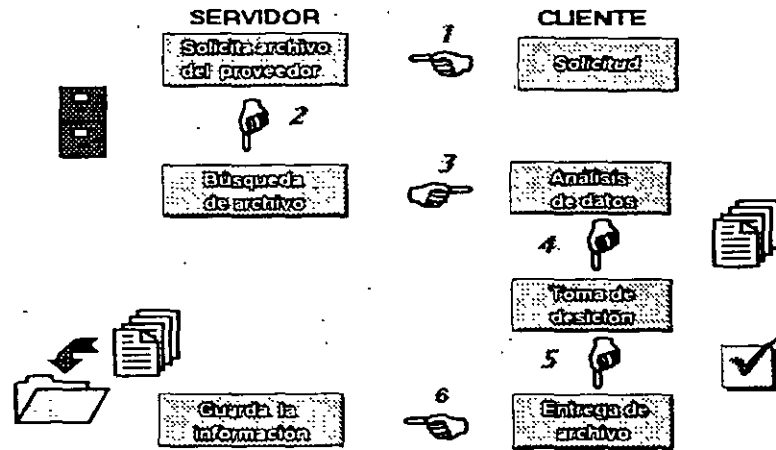 SERVIDOR
CLIENTE
Solicita archivo
del proveedor
1
Solicitud
2
Búsqueda
de archivo
3
Análisis
de datos
4
Toma de
desición
5
Guarda la
información
6
Entrega de
archivo